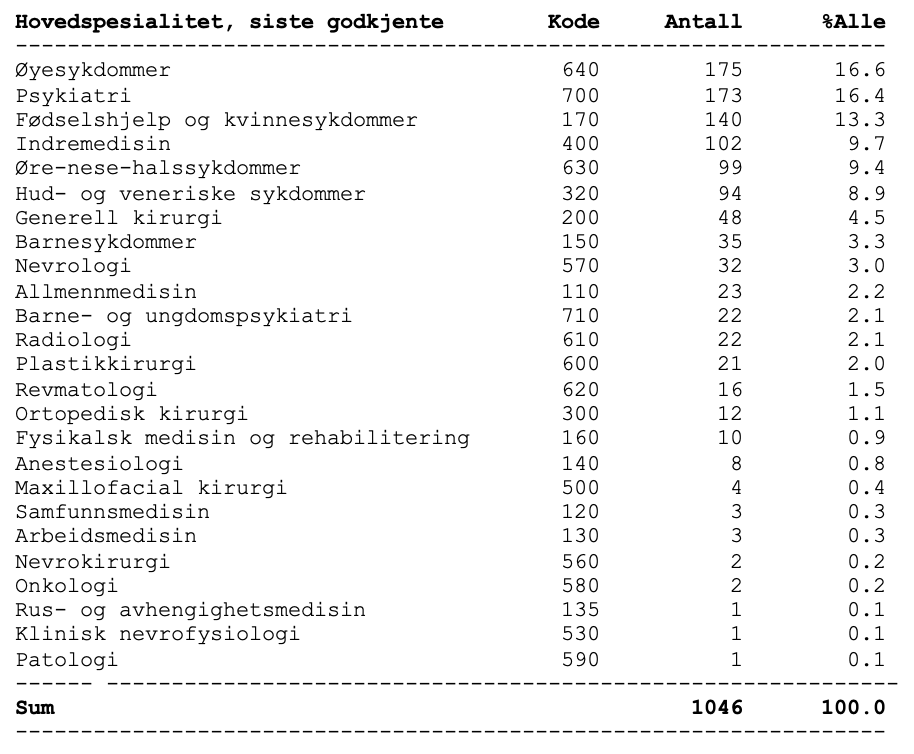 Hovedspesialitet, siste godkjente Kode Antall %Alle
-------------------------------------------------------------------
Øyesykdommer 640 175 16.6
Psykiatri 700 173 16.4
Fødselshjelp og kvinnesykdommer 170 140 13.3
Indremedisin 400 102 9.7
Øre-nese-halssykdommer 630 99 9.4
Hud- og veneriske sykdommer 320 94 8.9
Generell kirurgi 200 48 4.5
Barnesykdommer 150 35 3.3
Nevrologi 570 32 3.0
Allmennmedisin 110 23 2.2
Barne- og ungdomspsykiatri 710 22 2.1
Radiologi 610 22 2.1
Plastikkirurgi 600 21 2.0
Revmatologi 620 16 1.5
Ortopedisk kirurgi 300 12 1.1
Fysikalsk medisin og rehabilitering 160 10 0.9
Anestesiologi 140 8 0.8
Maxillofacial kirurgi 500 4 0.4
Samfunnsmedisin 120 3 0.3
Arbeidsmedisin 130 3 0.3
Nevrokirurgi 560 2 0.2
Onkologi 580 2 0.2
Rus- og avhengighetsmedisin 135 1 0.1
Klinisk nevrofysiologi 530 1 0.1
Patologi 590 1 0.1
------ -------------------------------------------------------------
Sum 1046 100.0
-------------------------------------------------------------------